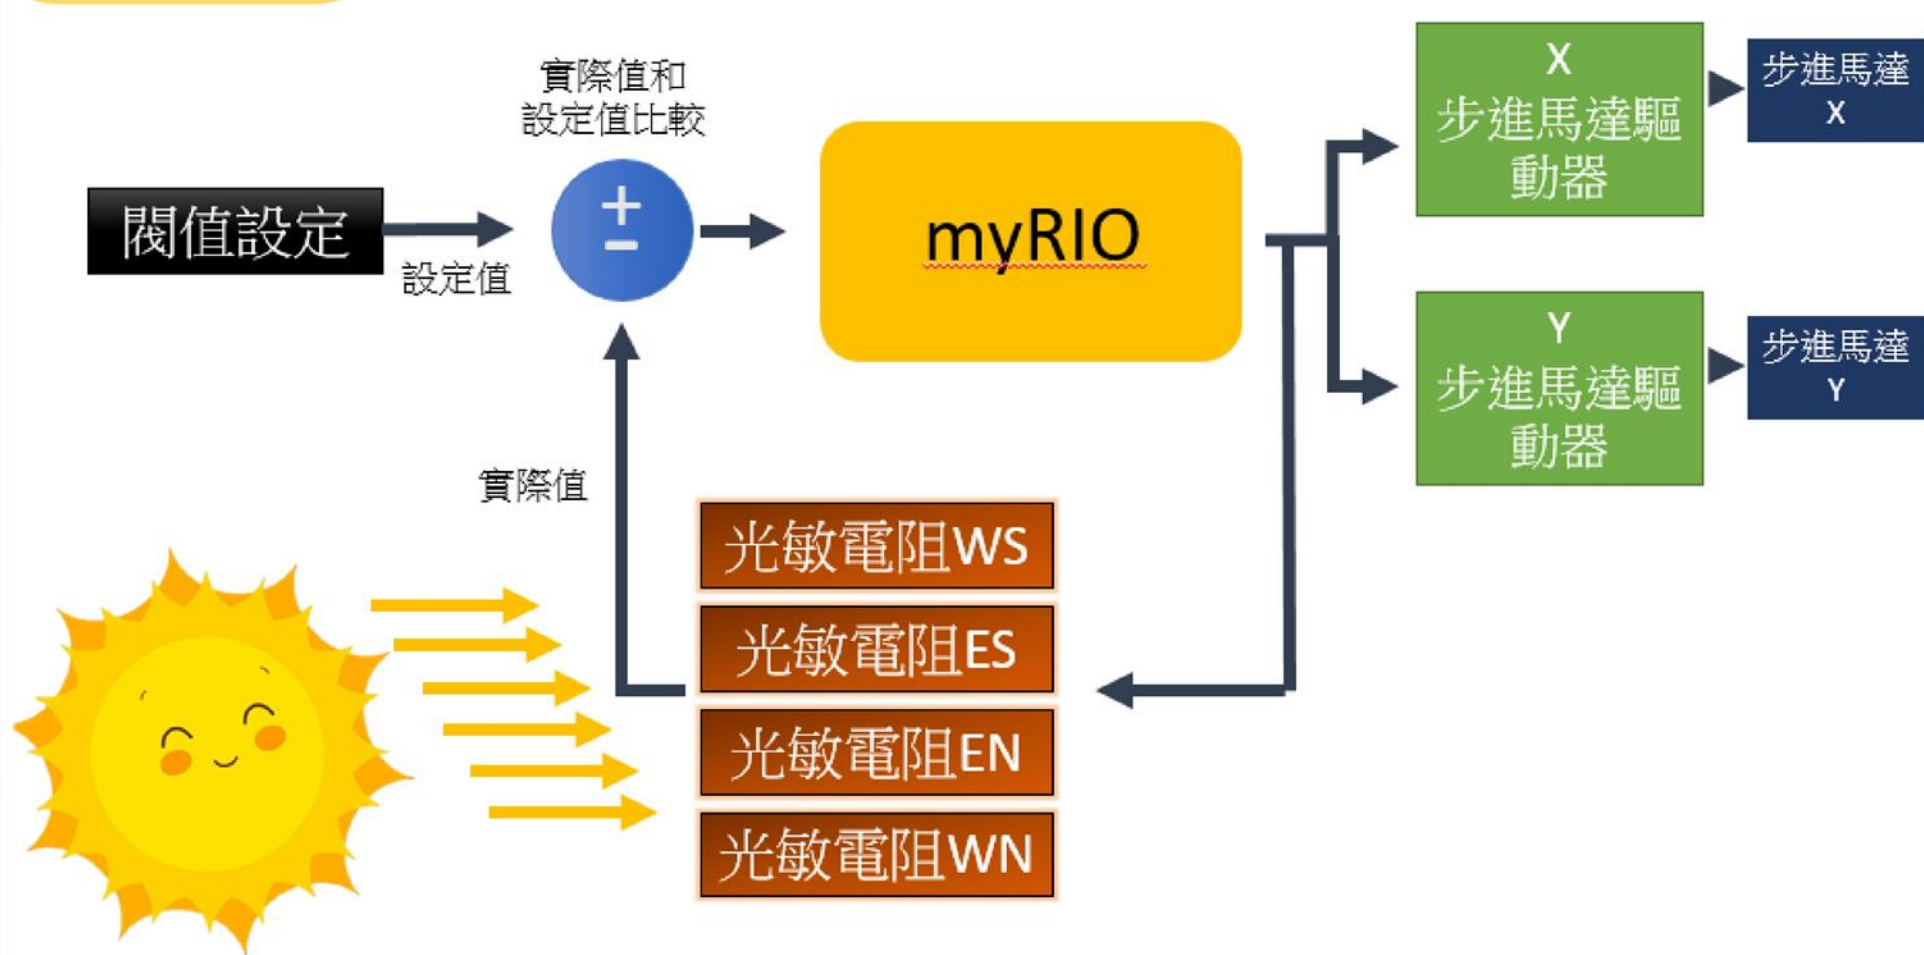 實際值和
設定值比較
閥值設定
設定值
+
−
myRIO
X
步進馬達驅
動器
步進馬達
X
Y
步進馬達驅
動器
步進馬達
Y
實際值
光敏電阻WS
光敏電阻ES
光敏電阻EN
光敏電阻WN